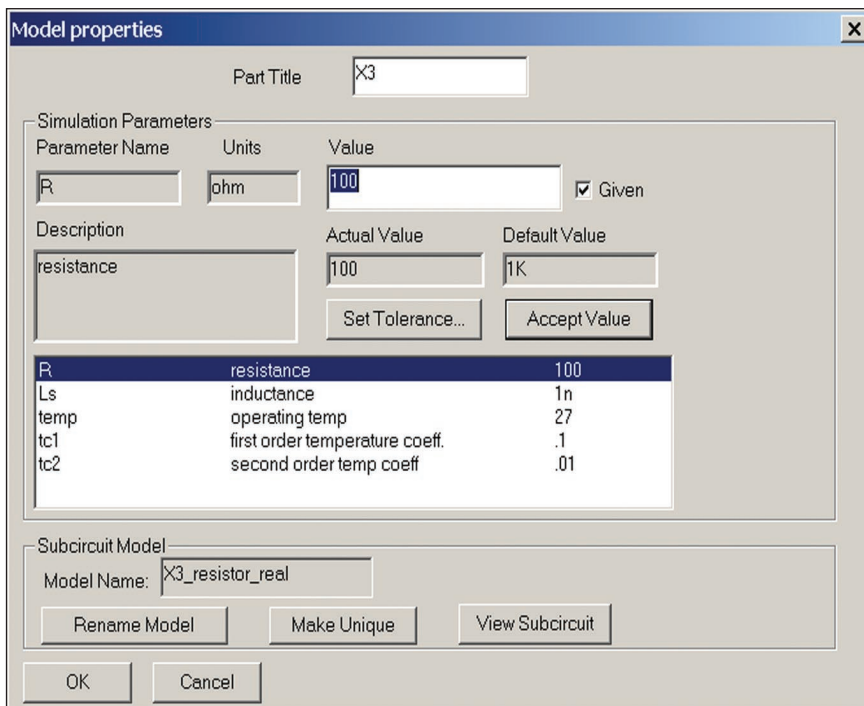 Model properties
Part Title X3
Simulation Parameters
Parameter Name Units Value
R ohm 100 Given
Description Actual Value Default Value
resistance 100 1K
Set Tolerance... Accept Value
R resistance 100
Ls inductance 1n
temp operating temp 27
tc1 first order temperature coeff. .1
tc2 second order temp coeff .01
Subcircuit Model
Model Name: X3_resistor_real
Rename Model Make Unique View Subcircuit
OK Cancel